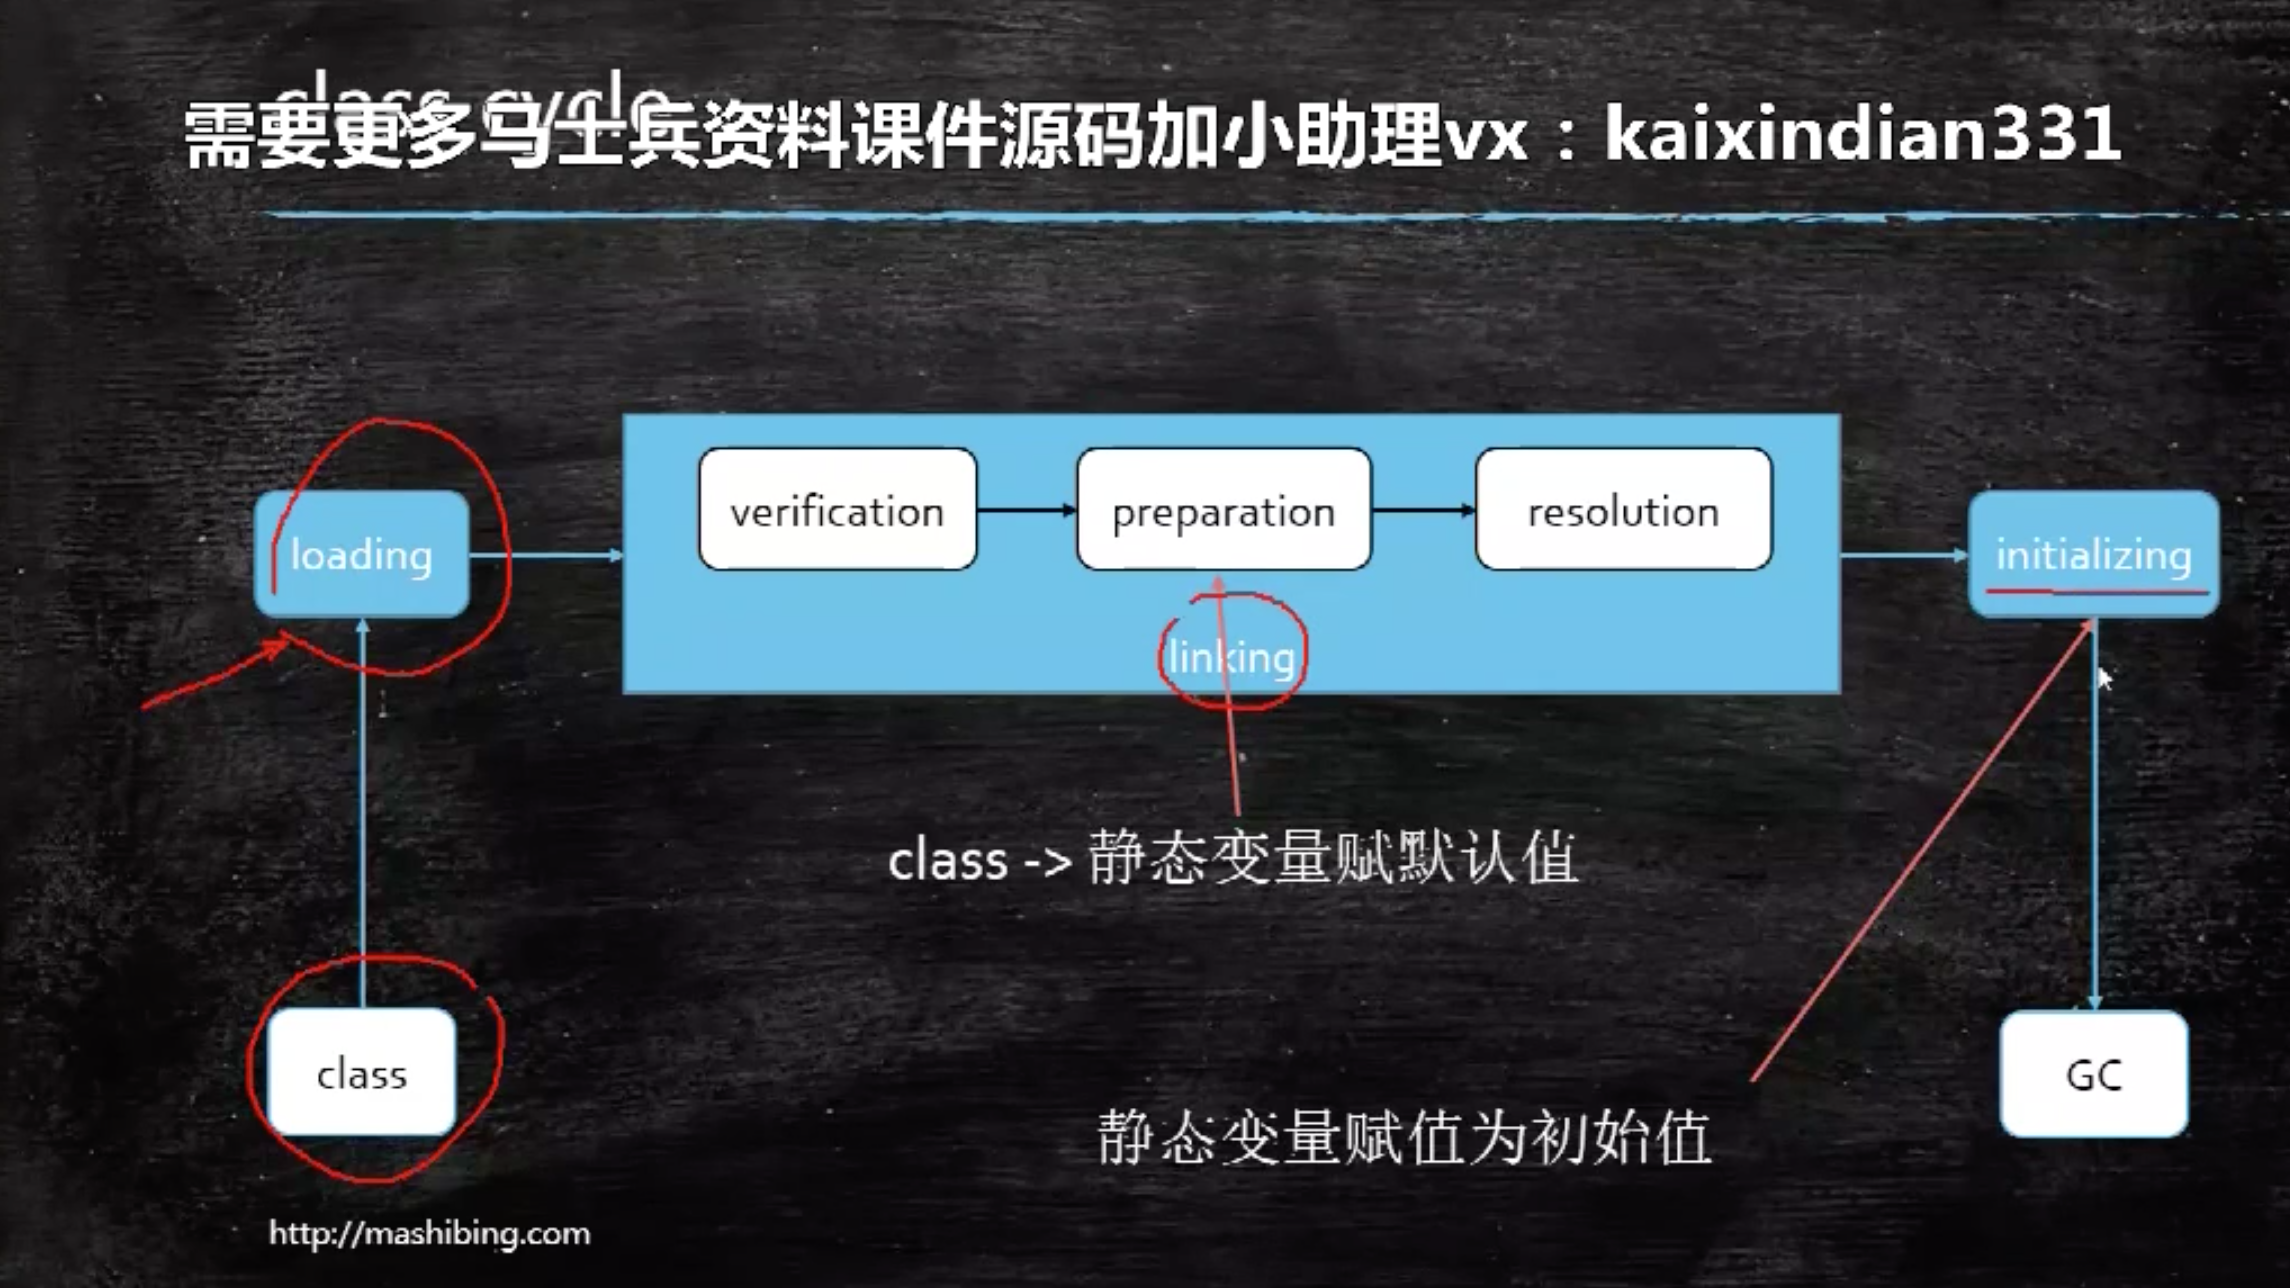 class cycle
需要更多马士兵资料课件源码加小助理vx：kaixindian331
loading
verification
preparation
resolution
linking
initializing
class -> 静态变量赋默认值
class
GC
静态变量赋值为初始值
http://mashibing.com